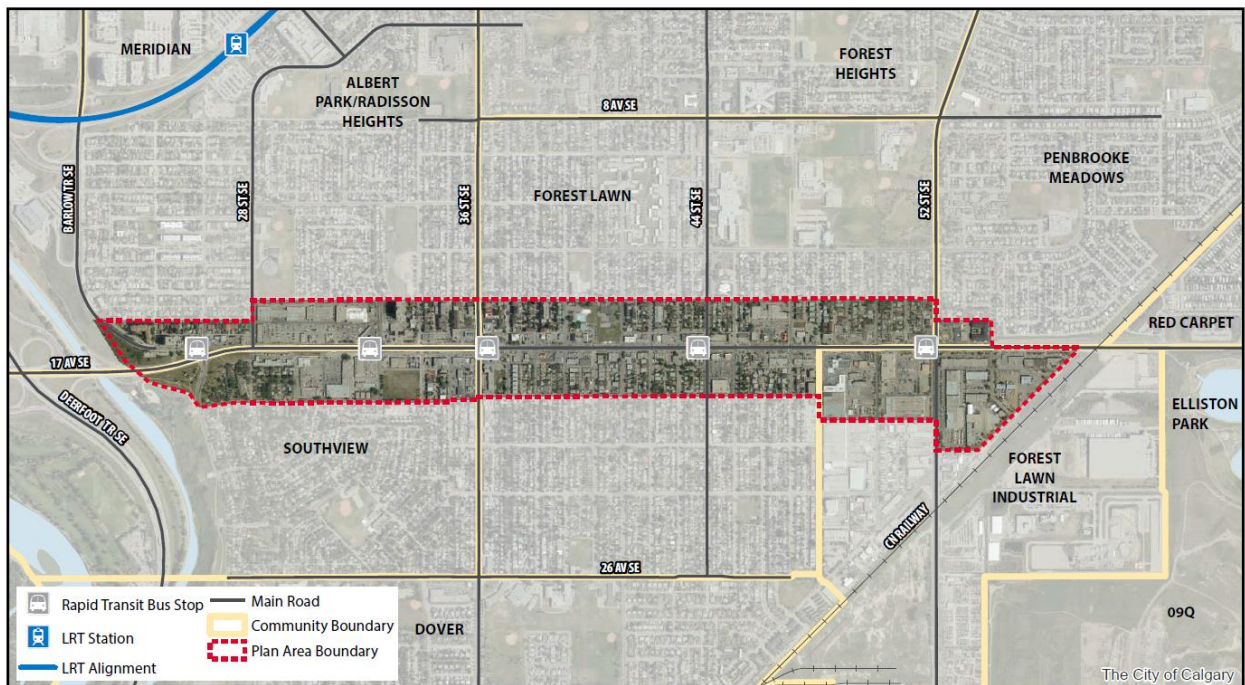 MERIDIAN
ALBERT
PARK/RADISSON
HEIGHTS
FOREST
HEIGHTS
8 AV SE
BARLOW TR SE
28 ST SE
36 ST SE
FOREST LAWN
44 ST SE
52 ST SE
PENBROOKE
MEADOWS
RED CARPET
17 AV SE
DEERFOOT TR SE
ELLISTON
PARK
SOUTHVIEW
FOREST
LAWN
INDUSTRIAL
CN RAILWAY
26 AV SE
09Q
DOVER
Rapid Transit Bus Stop
LRT Station
LRT Alignment
Main Road
Community Boundary
Plan Area Boundary
The City of Calgary